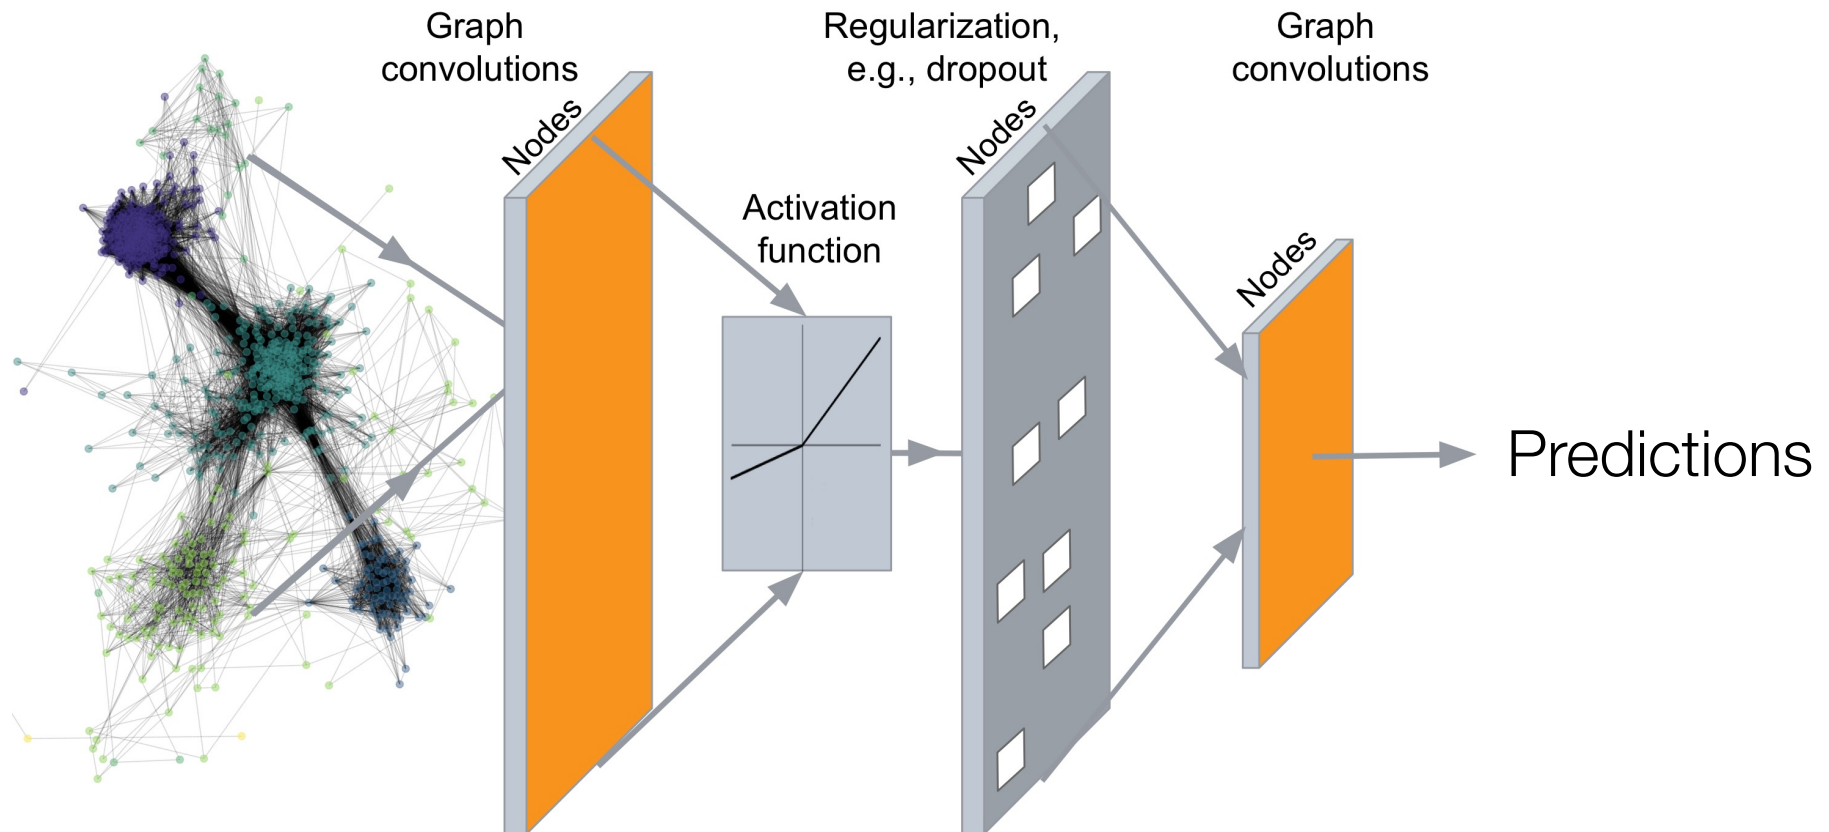 Graph
convolutions
Nodes
Activation
function
Regularization,
e.g., dropout
Nodes
Graph
convolutions
Nodes
Predictions